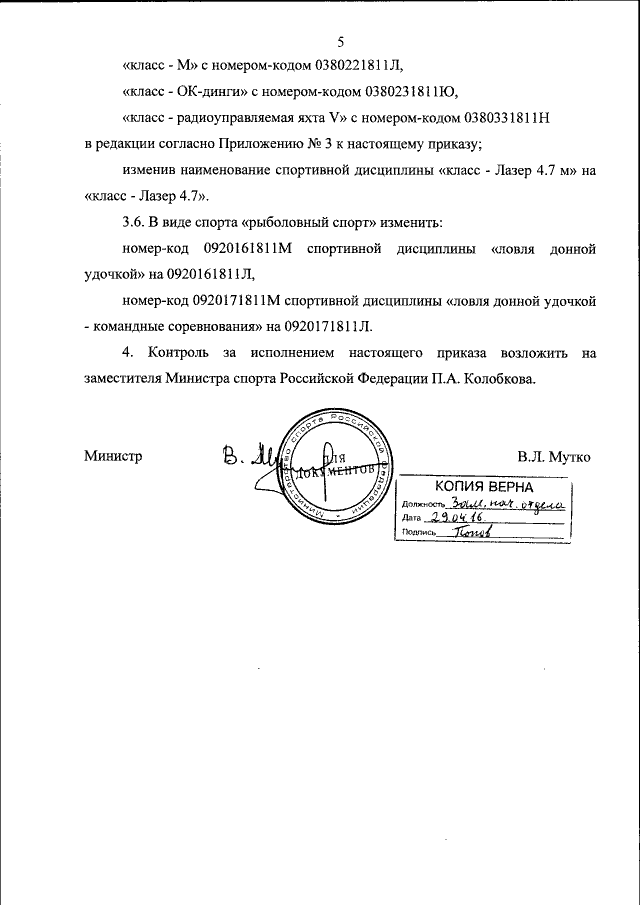 5
«класс - М» с номером-кодом 0380221811Л,
«класс - ОК-динги» с номером-кодом 0380231811Ю,
«класс - радиоуправляемая яхта V» с номером-кодом 0380331811Н
в редакции согласно Приложению № 3 к настоящему приказу;
изменив наименование спортивной дисциплины «класс - Лазер 4.7 м» на
«класс - Лазер 4.7».
3.6. В виде спорта «рыболовный спорт» изменить:
номер-код 0920161811М спортивной дисциплины «ловля донной
удочкой» на 0920161811Л,
номер-код 0920171811М спортивной дисциплины «ловля донной удочкой
- командные соревнования» на 0920171811Л.
4. Контроль за исполнением настоящего приказа возложить на
заместителя Министра спорта Российской Федерации П.А. Колобкова.
Министр
В.Л. Мутко
Министерство спорта Российской Федерации
ДЛЯ
ДОКУМЕНТОВ
КОПИЯ ВЕРНА
Должность Зам. нач. отдела
Дата 29.04.16.
Подпись Попов